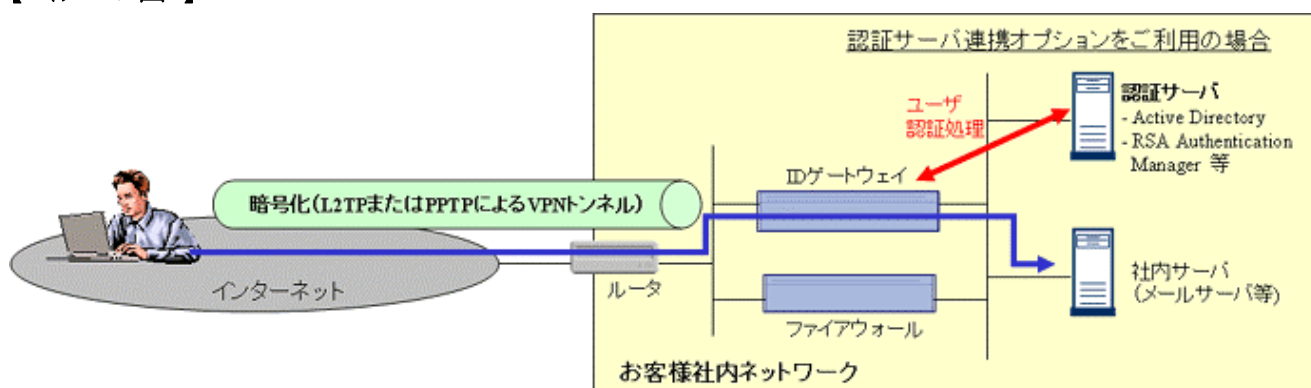 認証サーバ連携オプションをご利用の場合
ユーザ
認証処理
認証サーバ
- Active Directory
- RSA Authentication
Manager 等
IDゲートウェイ
暗号化(L2TPまたはPPTPによるVPNトンネル)
インターネット
ルータ
社内サーバ
(メールサーバ等)
ファイアウォール
お客様社内ネットワーク